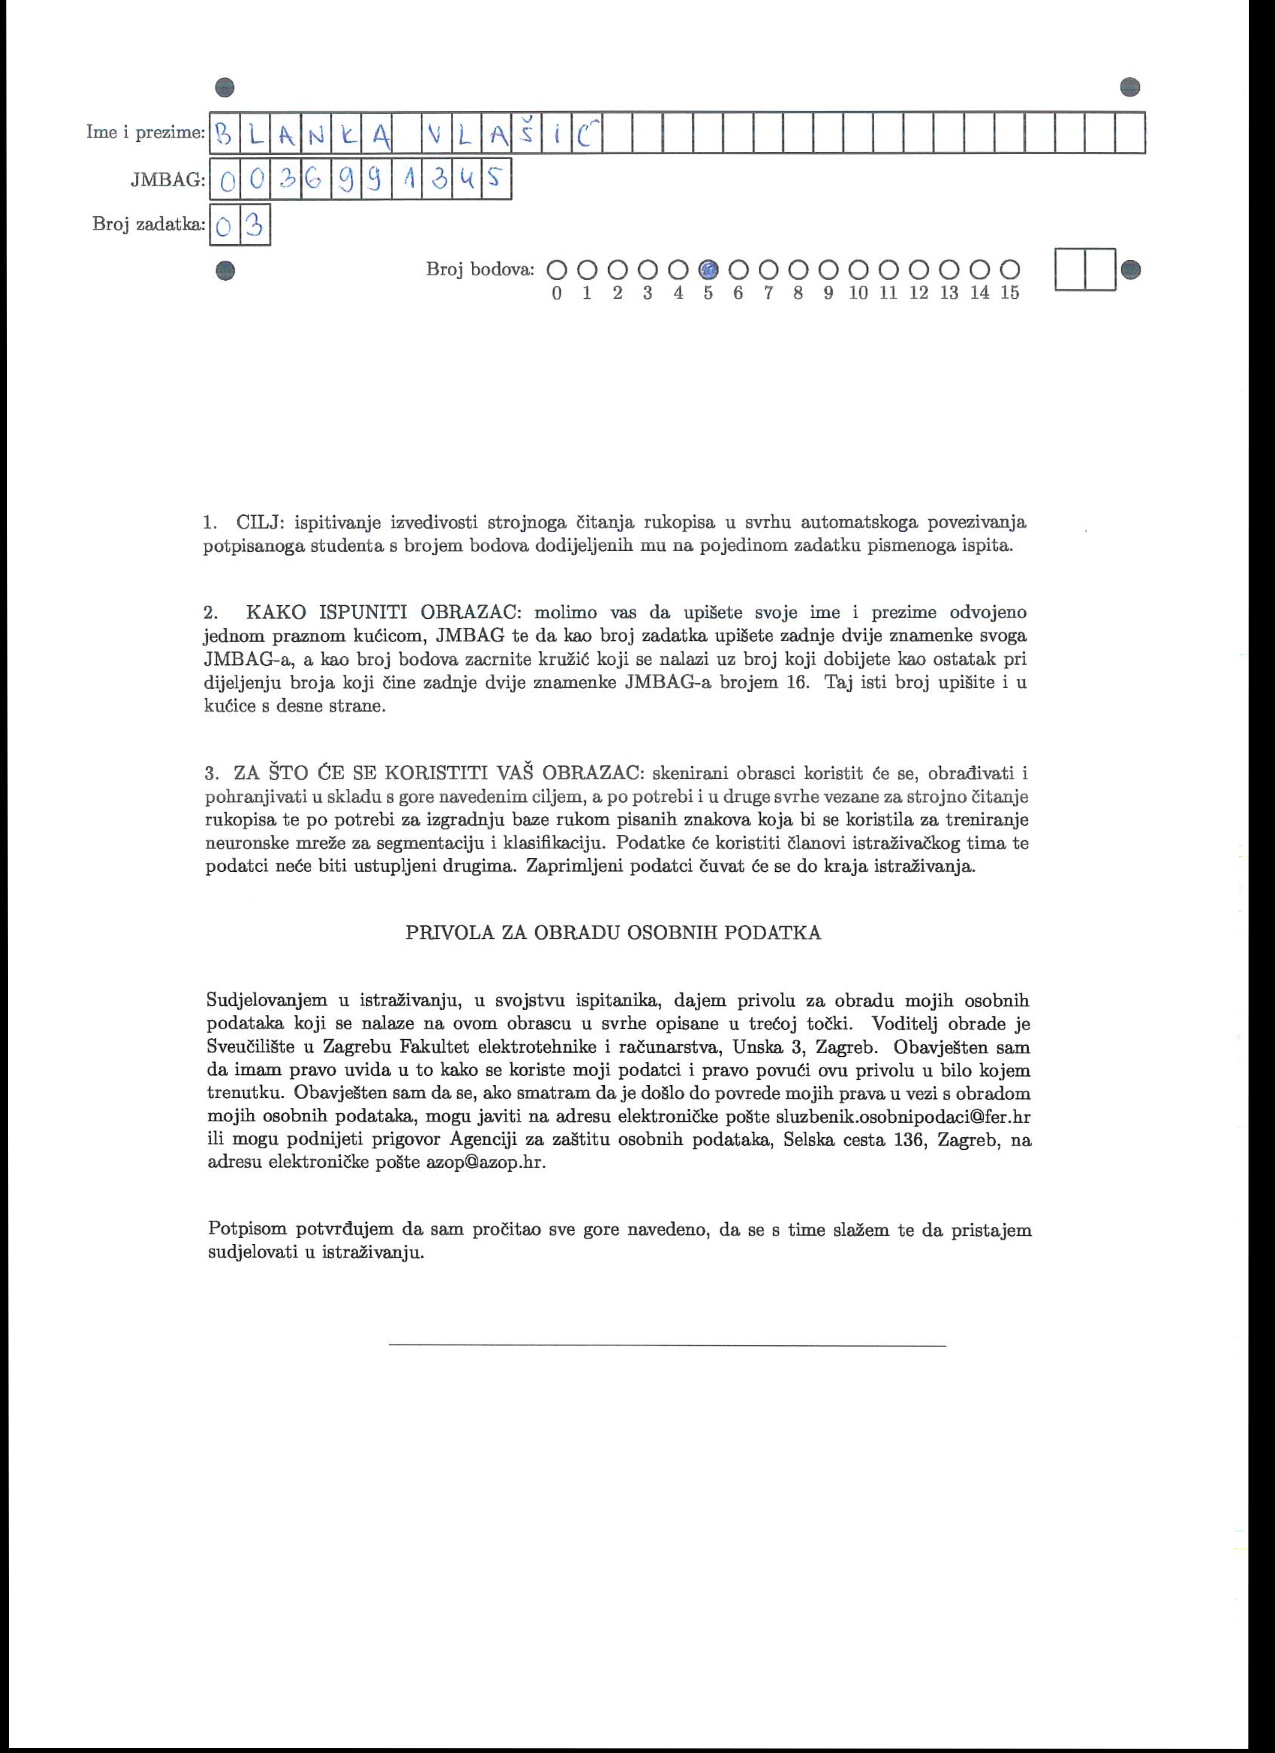 Ime i prezime: BLANKA VLAŠIĆ
JMBAG: 0036991345
Broj zadatka: 03
Broj bodova:
0 1 2 3 4 5 6 7 8 9 10 11 12 13 14 15
1. CILJ: ispitivanje izvedivosti strojnoga čitanja rukopisa u svrhu automatskoga povezivanja
potpisanoga studenta s brojem bodova dodijeljenih mu na pojedinom zadatku pismenoga ispita.
2. KAKO ISPUNITI OBRAZAC: molimo vas da upišete svoje ime i prezime odvojeno
jednom praznom kućicom, JMBAG te da kao broj zadatka upišete zadnje dvije znamenke svoga
JMBAG-a, a kao broj bodova zacrnite kružić koji se nalazi uz broj koji dobijete kao ostatak pri
dijeljenju broja koji čine zadnje dvije znamenke JMBAG-a brojem 16. Taj isti broj upišite i u
kućice s desne strane.
3. ZA ŠTO ĆE SE KORISTITI VAŠ OBRAZAC: skenirani obrasci koristit će se, obrađivati i
pohranjivati u skladu s gore navedenim ciljem, a po potrebi i u druge svrhe vezane za strojno čitanje
rukopisa te po potrebi za izgradnju baze rukom pisanih znakova koja bi se koristila za treniranje
neuronske mreže za segmentaciju i klasifikaciju. Podatke će koristiti članovi istraživačkog tima te
podatci neće biti ustupljeni drugima. Zaprimljeni podatci čuvat će se do kraja istraživanja.
PRIVOLA ZA OBRADU OSOBNIH PODATKA
Sudjelovanjem u istraživanju, u svojstvu ispitanika, dajem privolu za obradu mojih osobnih
podataka koji se nalaze na ovom obrascu u svrhe opisane u trećoj točki. Voditelj obrade je
Sveučilište u Zagrebu Fakultet elektrotehnike i računarstva, Unska 3, Zagreb. Obavješten sam
da imam pravo uvida u to kako se koriste moji podatci i pravo povući ovu privolu u bilo kojem
trenutku. Obavješten sam da se, ako smatram da je došlo do povrede mojih prava u vezi s obradom
mojih osobnih podataka, mogu javiti na adresu elektroničke pošte sluzbenik.osobnipodaci@fer.hr
ili mogu podnijeti prigovor Agenciji za zaštitu osobnih podataka, Selska cesta 136, Zagreb, na
adresu elektroničke pošte azop@azop.hr.
Potpisom potvrđujem da sam pročitao sve gore navedeno, da se s time slažem te da pristajem
sudjelovati u istraživanju.